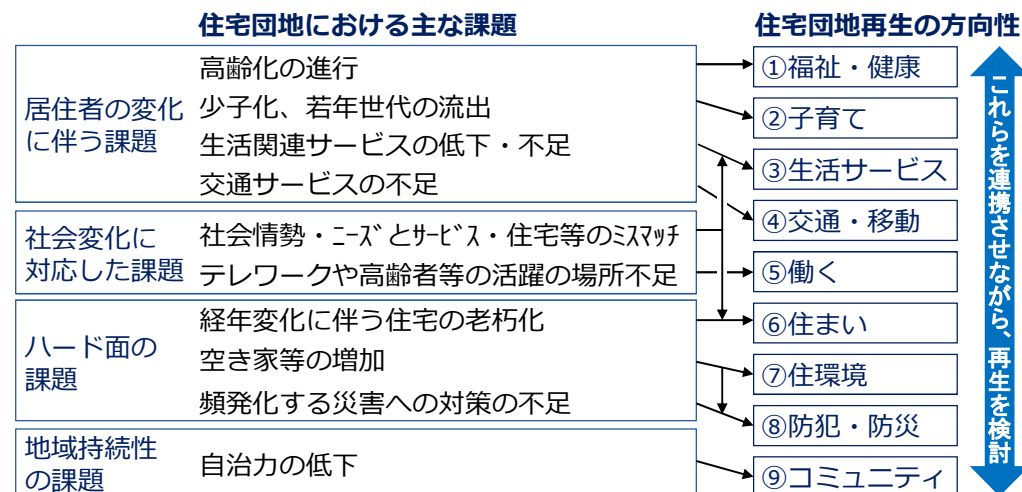 住宅団地における主な課題
住宅団地再生の方向性
居住者の変化
に伴う課題
高齢化の進行
少子化、若年世代の流出
生活関連サービスの低下・不足
交通サービスの不足
社会変化に
対応した課題
社会情勢・ﾆｰｽﾞとｻｰﾋﾞｽ・住宅等のﾐｽﾏｯﾁ
テレワークや高齢者等の活躍の場所不足
ハード面の
課題
経年変化に伴う住宅の老朽化
空き家等の増加
頻発化する災害への対策の不足
地域持続性
の課題
自治力の低下
①福祉・健康
②子育て
③生活サービス
④交通・移動
⑤働く
⑥住まい
⑦住環境
⑧防犯・防災
⑨コミュニティ
これらを連携させながら、再生を検討